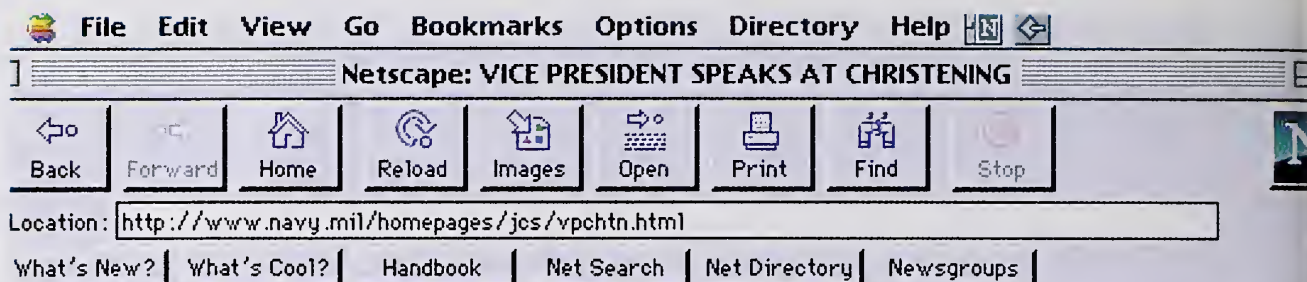 File Edit View Go Bookmarks Options Directory Help N
Netscape: VICE PRESIDENT SPEAKS AT CHRISTENING
Back Forward Home Reload Images Open Print Find Stop N
Location: http://www.navy.mil/homepages/jcs/vpchtn.html
What's New? What's Cool? Handbook Net Search Net Directory Newsgroups